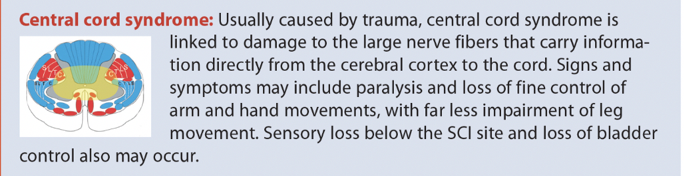 Central cord syndrome: Usually caused by trauma, central cord syndrome is
linked to damage to the large nerve fibers that carry informa-
tion directly from the cerebral cortex to the cord. Signs and
symptoms may include paralysis and loss of fine control of
arm and hand movements, with far less impairment of leg
movement. Sensory loss below the SCI site and loss of bladder
control also may occur.